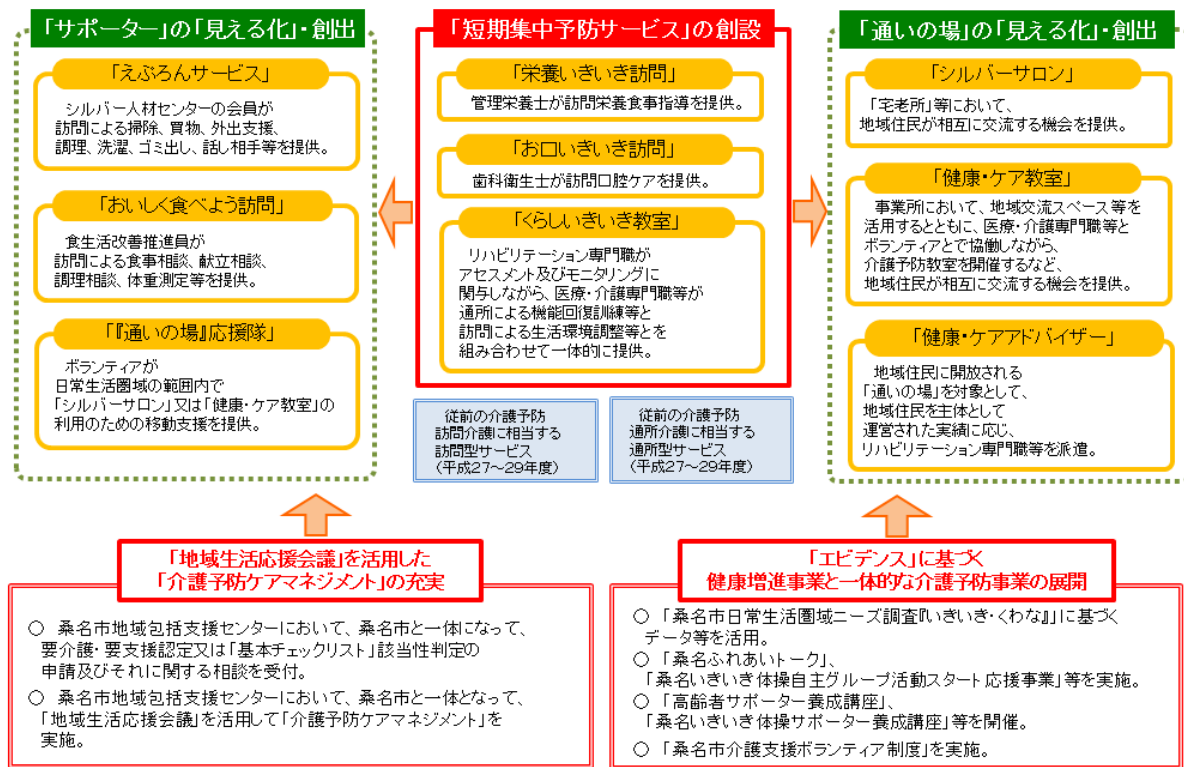 「サポーター」の「見える化」・創出
「えぷろんサービス」
シルバー人材センターの会員が
訪問による掃除、買物、外出支援、
調理、洗濯、ゴミ出し、話し相手等を提供。
「おいしく食べよう訪問」
食生活改善推進員が
訪問による食事相談、献立相談、
調理相談、体重測定等を提供。
「『通いの場』応援隊」
ボランティアが
日常生活圏域の範囲内で
「シルバーサロン」又は「健康・ケア教室」の
利用のための移動支援を提供。
「短期集中予防サービス」の創設
「栄養いきいき訪問」
管理栄養士が訪問栄養食事指導を提供。
「お口いきいき訪問」
歯科衛生士が訪問口腔ケアを提供。
「くらしいきいき教室」
リハビリテーション専門職が
アセスメント及びモニタリングに
関与しながら、医療・介護専門職等が
通所による機能回復訓練等と
訪問による生活環境調整等とを
組み合わせて一体的に提供。
従前の介護予防
訪問介護に相当する
訪問型サービス
(平成27～29年度)
従前の介護予防
通所介護に相当する
通所型サービス
(平成27～29年度)
「通いの場」の「見える化」・創出
「シルバーサロン」
「宅老所」等において、
地域住民が相互に交流する機会を提供。
「健康・ケア教室」
事業所において、地域交流スペース等を
活用するとともに、医療・介護専門職等と
ボランティアとで協働しながら、
介護予防教室を開催するなど、
地域住民が相互に交流する機会を提供。
「健康・ケアアドバイザー」
地域住民に開放される
「通いの場」を対象として、
地域住民を主体として
運営された実績に応じ、
リハビリテーション専門職等を派遣。
「地域生活応援会議」を活用した
「介護予防ケアマネジメント」の充実
○ 桑名市地域包括支援センターにおいて、桑名市と一体になって、
要介護・要支援認定又は「基本チェックリスト」該当性判定の
申請及びそれに関する相談を受付。
○ 桑名市地域包括支援センターにおいて、桑名市と一体となって、
「地域生活応援会議」を活用して「介護予防ケアマネジメント」を
実施。
「エビデンス」に基づく
健康増進事業と一体的な介護予防事業の展開
○ 「桑名市日常生活圏域ニーズ調査『いきいき・くわな』」に基づく
データ等を活用。
○ 「桑名ふれあいトーク」、
「桑名いきいき体操自主グループ活動スタート応援事業」等を実施。
○ 「高齢者サポーター養成講座」、
「桑名いきいき体操サポーター養成講座」等を開催。
○ 「桑名市介護支援ボランティア制度」を実施。